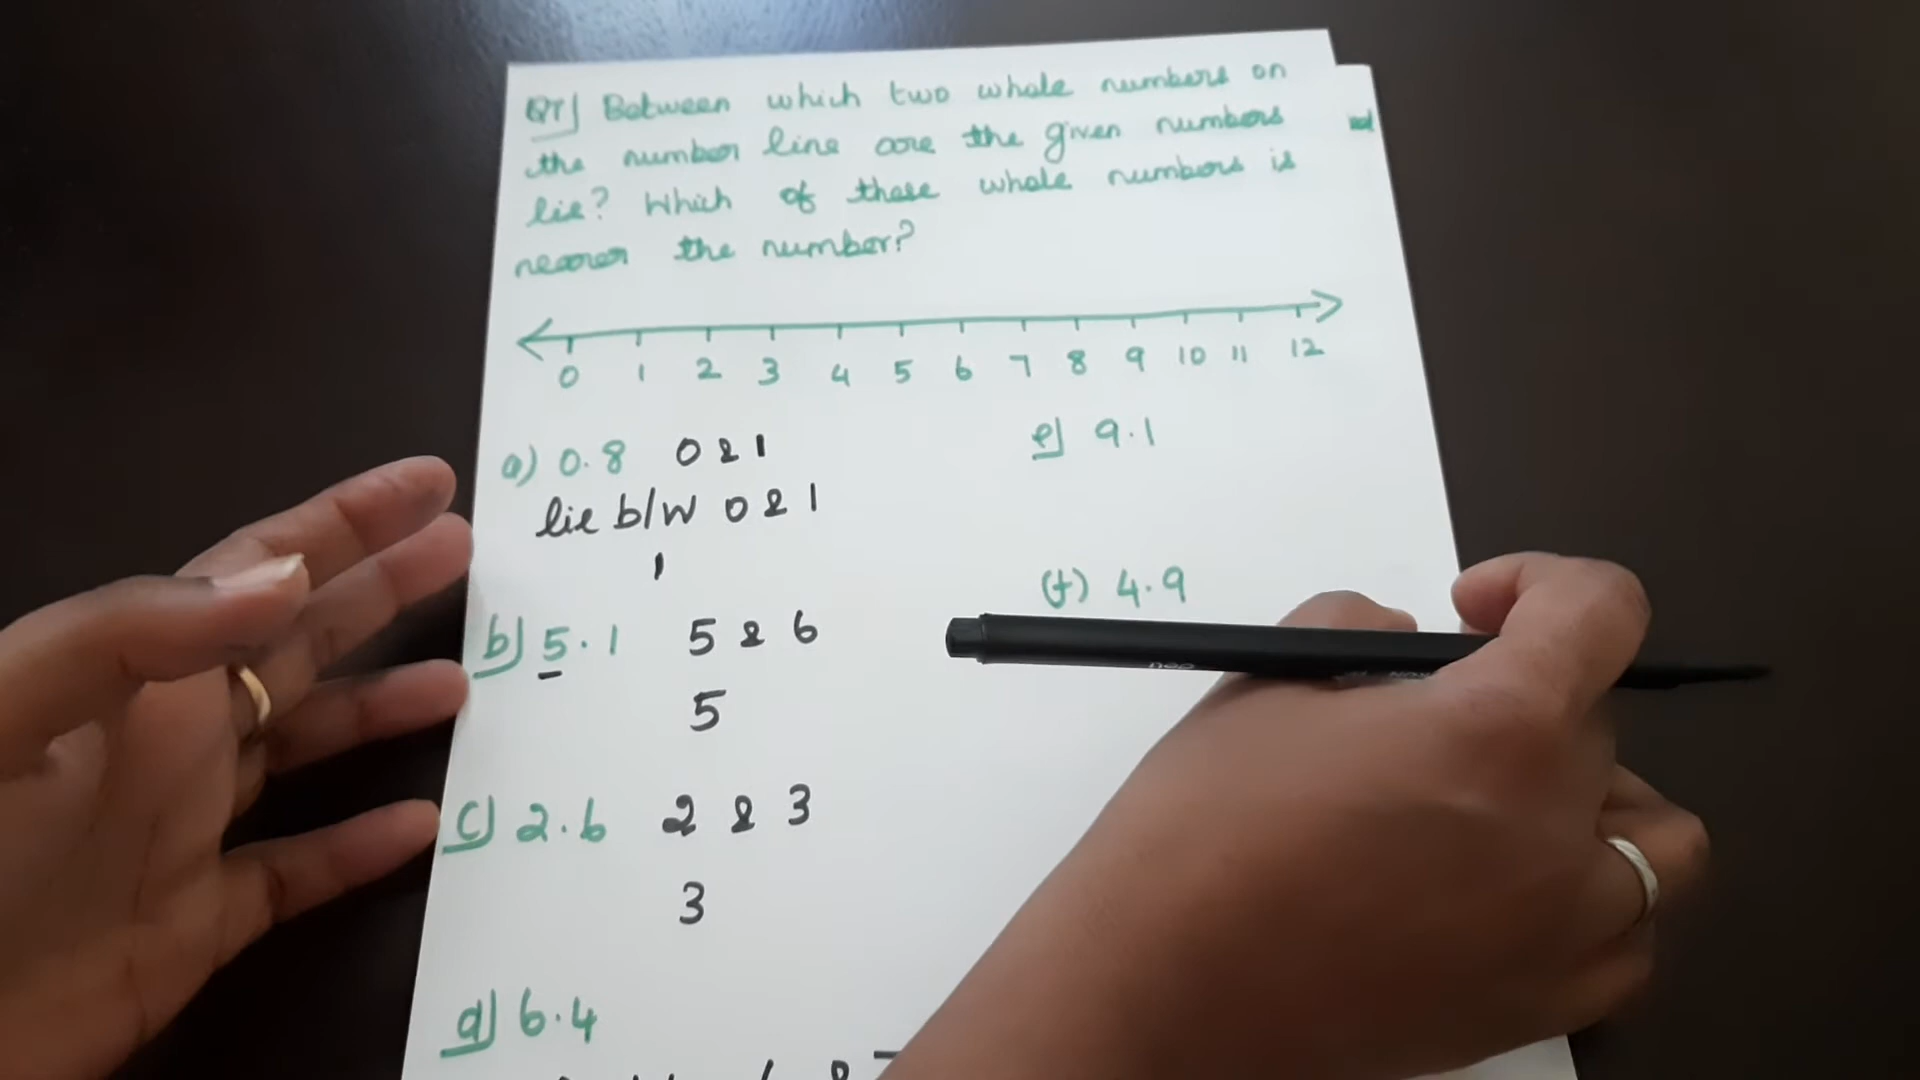 Q7) Between which two whole numbers on
the number line are the given numbers
lie? Which of these whole numbers is
nearer the number?
0 1 2 3 4 5 6 7 8 9 10 11 12
a) 0.8 0 & 1
lie b/w 0 & 1
1
b) 5.1 5 & 6
5
c) 2.6 2 & 3
3
d) 6.4
e) 9.1
(f) 4.9
neo